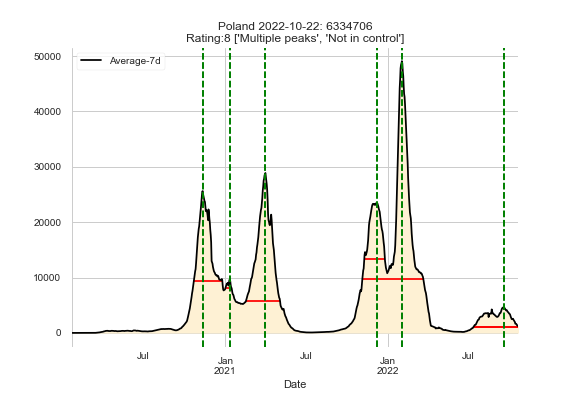 Poland 2022-10-22: 6334706
Rating:8 ['Multiple peaks', 'Not in control']
Average-7d
50000
40000
30000
20000
10000
0
Jul
Jan
2021
Jul
Jan
2022
Jul
Date